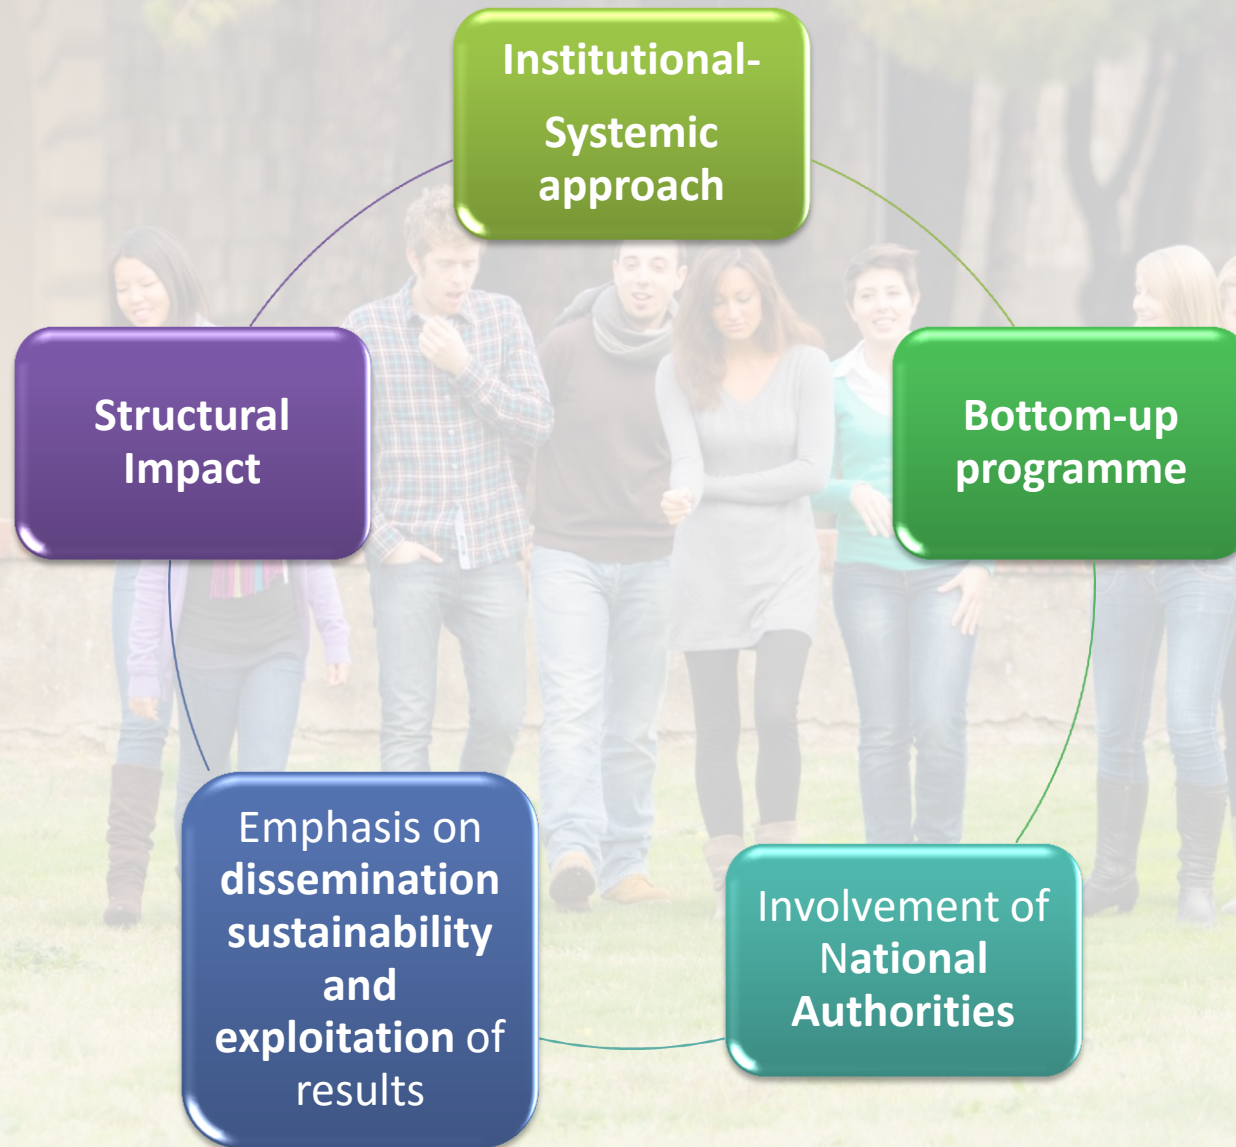 Institutional-
Systemic
approach
Bottom-up
programme
Involvement of
National
Authorities
Emphasis on
dissemination
sustainability
and
exploitation of
results
Structural
Impact